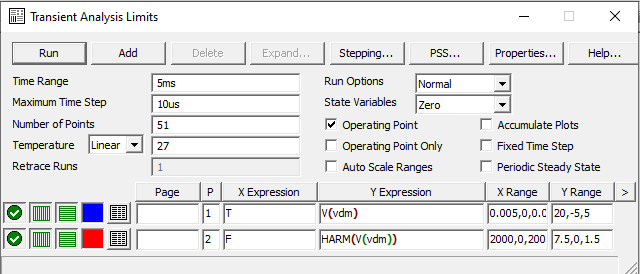 Transient Analysis Limits
Run Add Delete Expand... Stepping... PSS... Properties... Help...
Time Range 5ms Run Options Normal
Maximum Time Step 10us State Variables Zero
Number of Points 51 Operating Point Accumulate Plots
Temperature Linear 27 Operating Point Only Fixed Time Step
Retrace Runs 1 Auto Scale Ranges Periodic Steady State
Page P X Expression Y Expression X Range Y Range >
1 T V(vdm) 0.005,0,0.0 20,-5,5
2 F HARM(V(vdm)) 2000,0,200 7.5,0,1.5